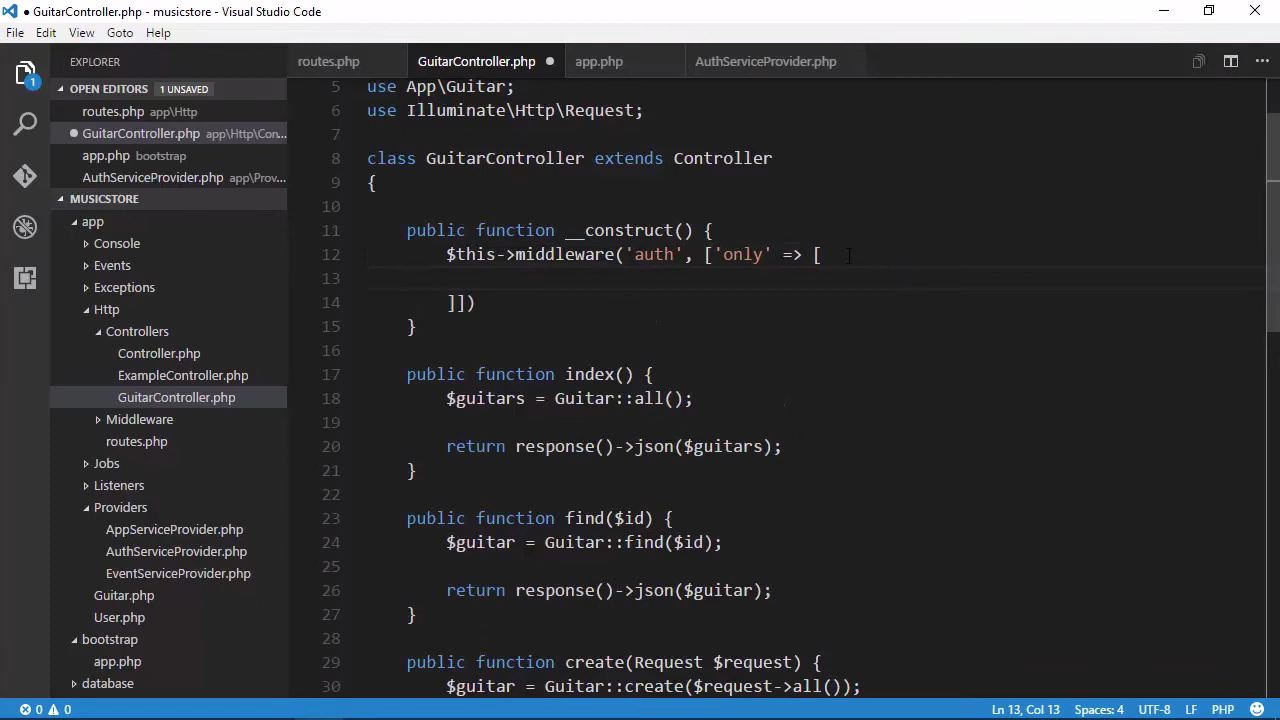 GuitarController.php - musicstore - Visual Studio Code
File Edit View Goto Help
EXPLORER
OPEN EDITORS 1 UNSAVED
routes.php app\Http
GuitarController.php app\Http\Con...
app.php bootstrap
AuthServiceProvider.php app\Prov...
MUSICSTORE
app
Console
Events
Exceptions
Http
Controllers
Controller.php
ExampleController.php
GuitarController.php
Middleware
routes.php
Jobs
Listeners
Providers
AppServiceProvider.php
AuthServiceProvider.php
EventServiceProvider.php
Guitar.php
User.php
bootstrap
app.php
database
1
routes.php GuitarController.php app.php AuthServiceProvider.php
5 use App\Guitar;
6 use Illuminate\Http\Request;
7
8 class GuitarController extends Controller
9 {
10
11 public function __construct() {
12 $this->middleware('auth', ['only' => [
13
14 ]])
15 }
16
17 public function index() {
18 $guitars = Guitar::all();
19
20 return response()->json($guitars);
21 }
22
23 public function find($id) {
24 $guitar = Guitar::find($id);
25
26 return response()->json($guitar);
27 }
28
29 public function create(Request $request) {
30 $guitar = Guitar::create($request->all());
0 0 Ln 13, Col 13 Spaces: 4 UTF-8 LF PHP